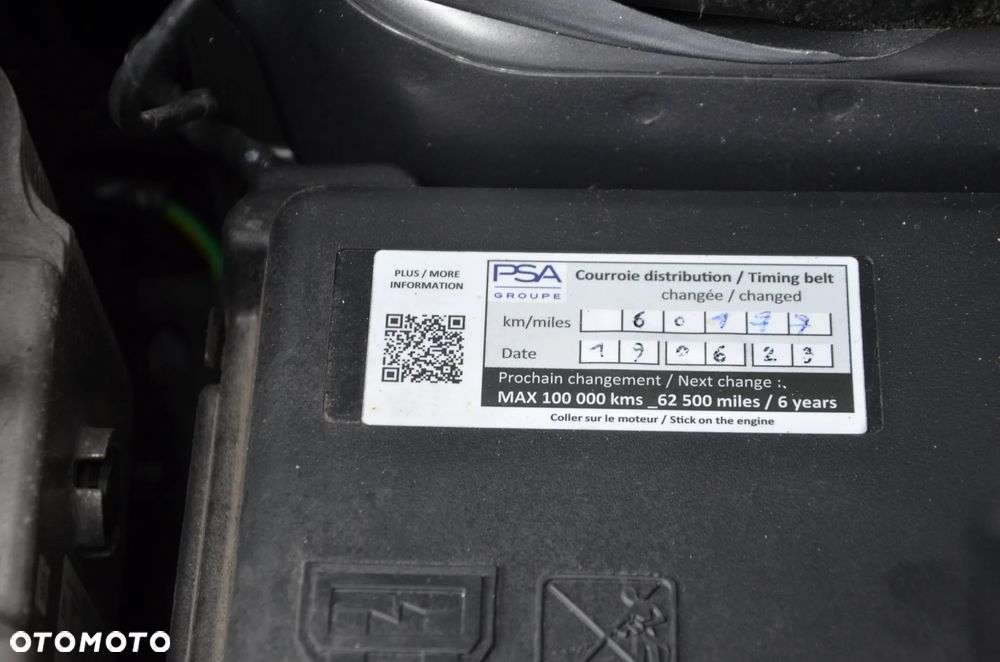 PLUS / MORE
INFORMATION
PSA
GROUPE
Courroie distribution / Timing belt
changée / changed
km/miles 6 0 1 7 7
Date 1 9 0 6 2 3
Prochain changement / Next change :
MAX 100 000 kms _62 500 miles / 6 years
Coller sur le moteur / Stick on the engine
OTOMOTO